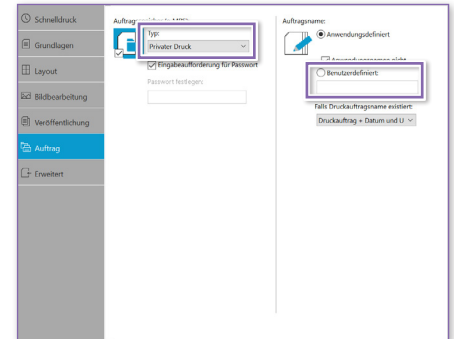 Schnelldruck
Grundlagen
Layout
Bildbearbeitung
Veröffentlichung
Auftrag
Erweitert
Typ:
Privater Druck
Eingabeaufforderung für Passwort
Passwort festlegen:
Auftragsname:
Anwendungsdefiniert
Benutzerdefiniert:
Falls Druckauftragsname existiert:
Druckauftrag + Datum und U